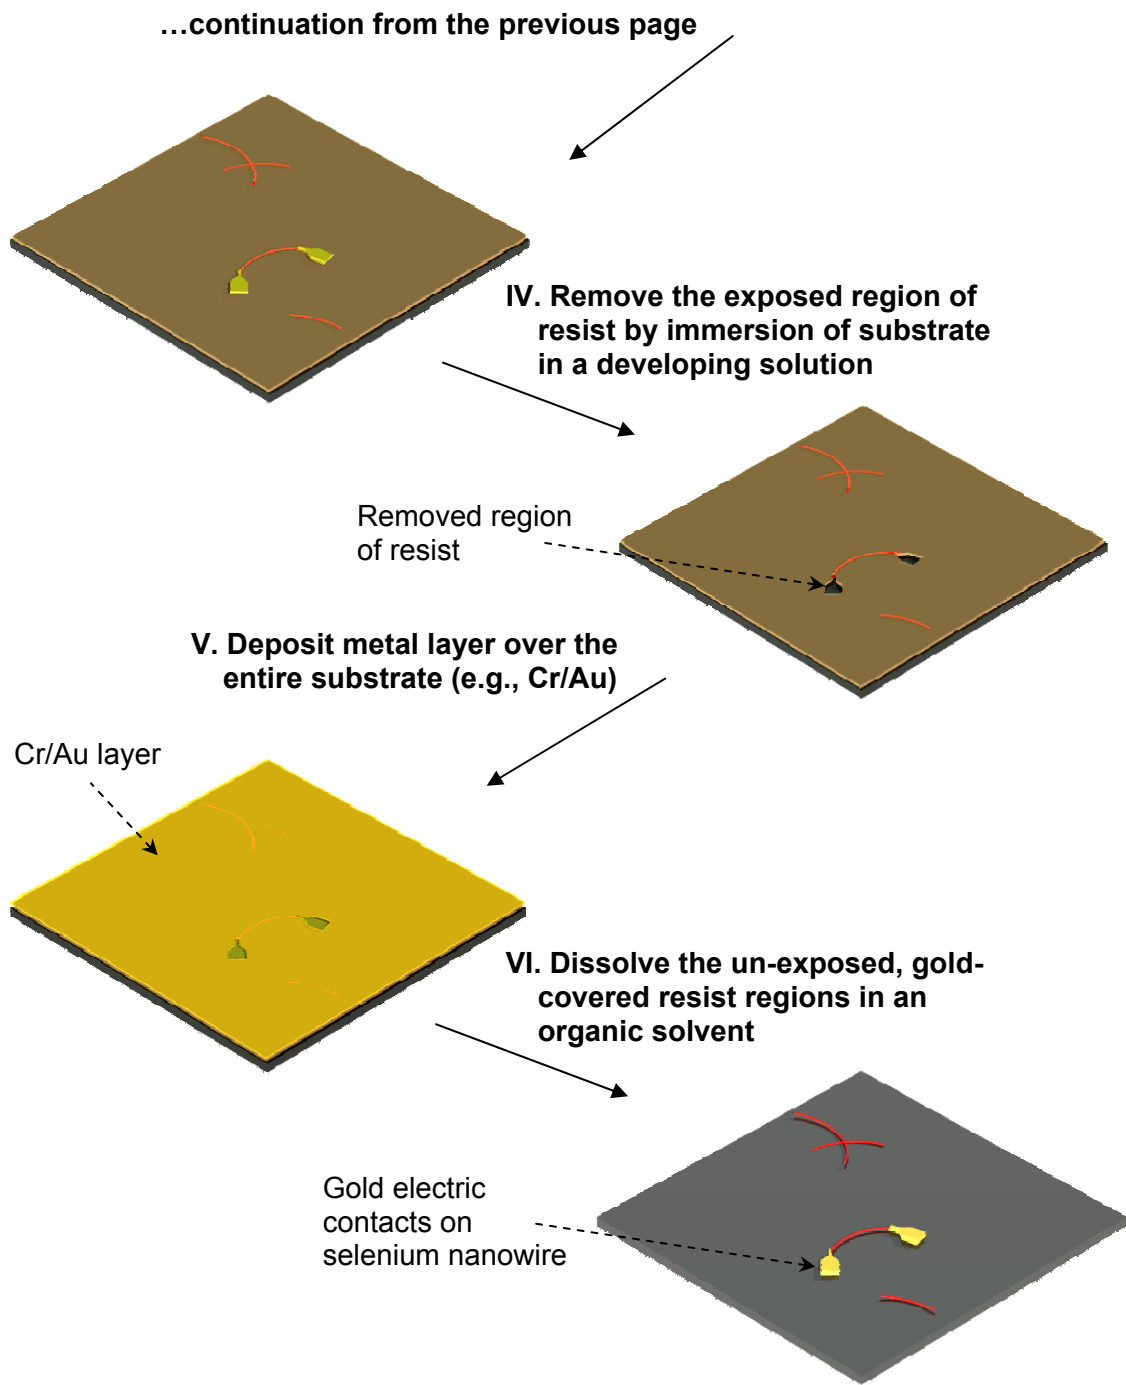 …continuation from the previous page
IV. Remove the exposed region of
resist by immersion of substrate
in a developing solution
Removed region
of resist
V. Deposit metal layer over the
entire substrate (e.g., Cr/Au)
Cr/Au layer
VI. Dissolve the un-exposed, gold-
covered resist regions in an
organic solvent
Gold electric
contacts on
selenium nanowire